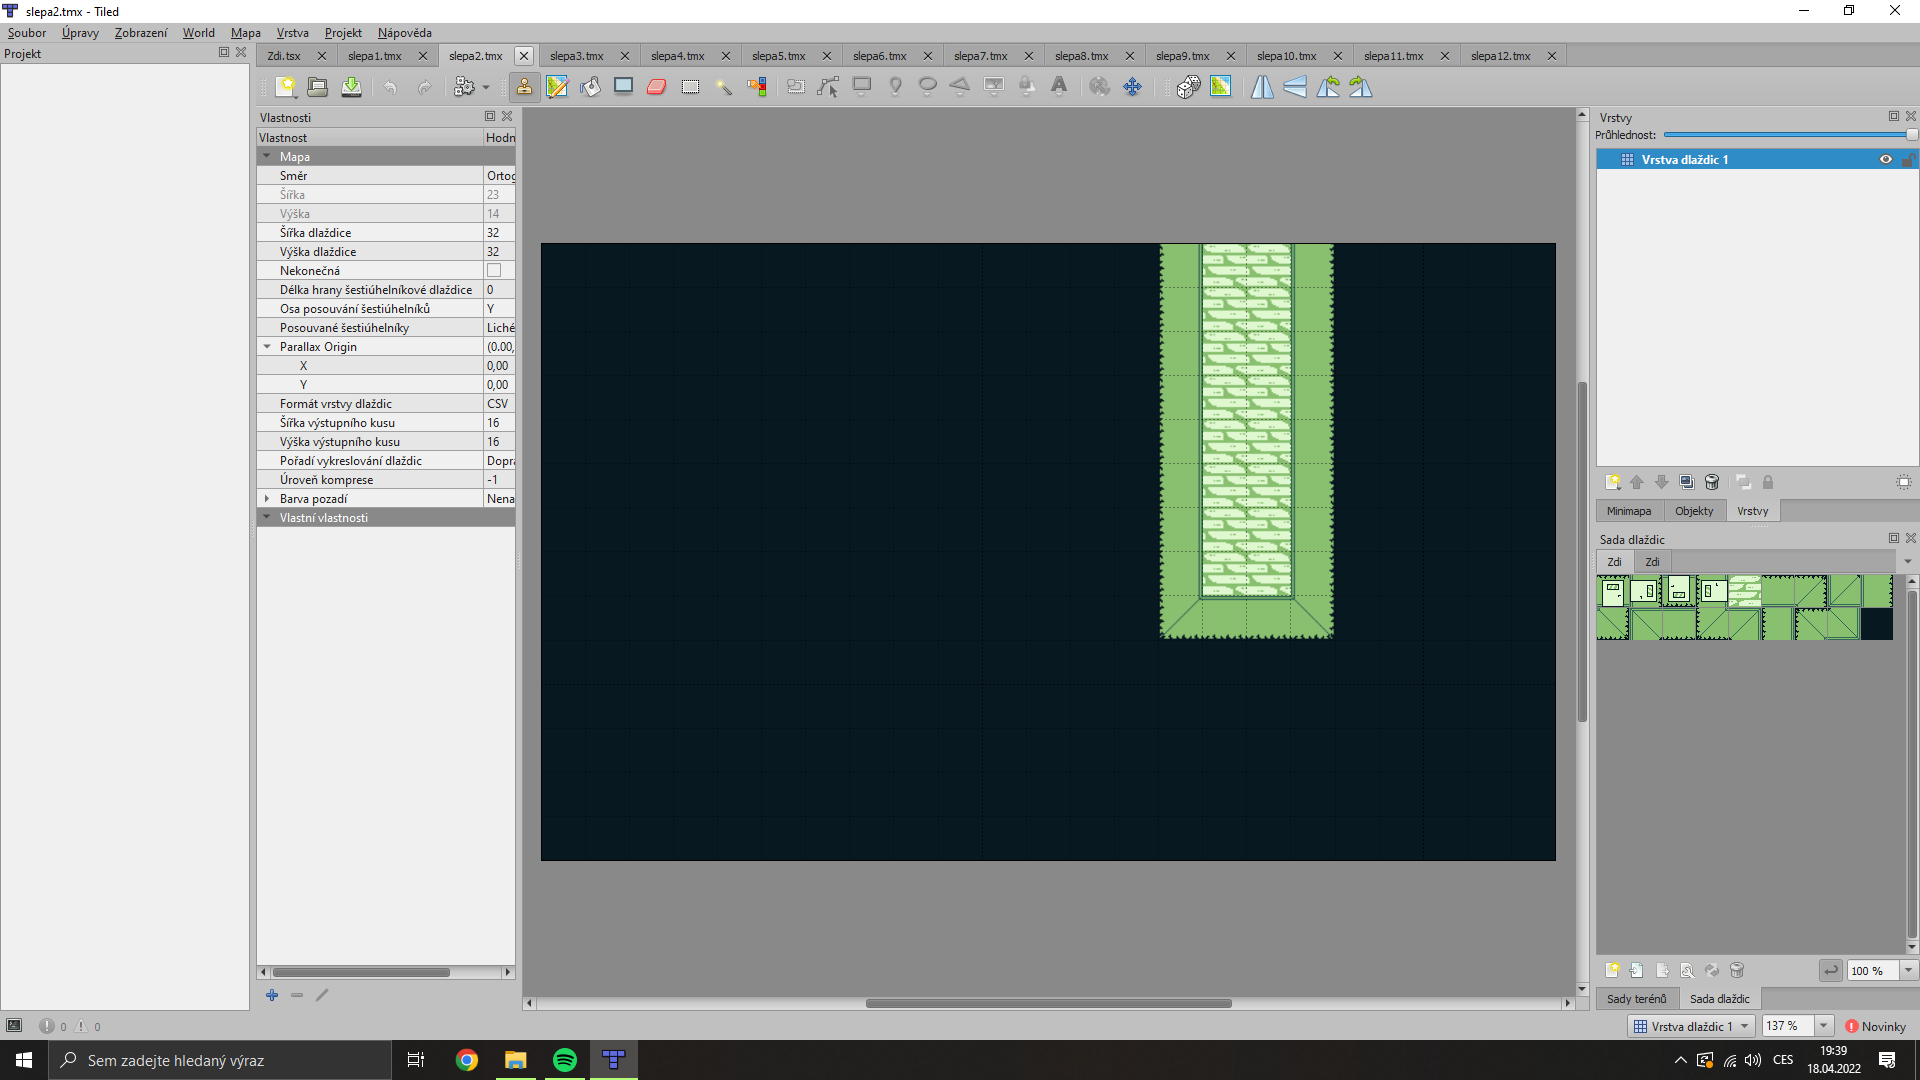 slepa2.tmx - Tiled
Soubor Úpravy Zobrazení World Mapa Vrstva Projekt Nápověda
Projekt
Zdi.tsx slepa1.tmx slepa2.tmx slepa3.tmx slepa4.tmx slepa5.tmx slepa6.tmx slepa7.tmx slepa8.tmx slepa9.tmx slepa10.tmx slepa11.tmx slepa12.tmx
Vlastnosti
Vlastnost Hodn
Mapa
Směr Ortog
Šířka 23
Výška 14
Šířka dlaždice 32
Výška dlaždice 32
Nekonečná
Délka hrany šestiúhelníkové dlaždice 0
Osa posouvání šestiúhelníků Y
Posouvané šestiúhelníky Liché
Parallax Origin (0.00,
X 0,00
Y 0,00
Formát vrstvy dlaždic CSV
Šířka výstupního kusu 16
Výška výstupního kusu 16
Pořadí vykreslování dlaždic Dopra
Úroveň komprese -1
Barva pozadí Nena
Vlastní vlastnosti
Vrstvy
Průhlednost:
Vrstva dlaždic 1
Minimapa Objekty Vrstvy
Sada dlaždic
Zdi Zdi
100 %
Sady terénů Sada dlaždic
0 0
Vrstva dlaždic 1 137 % Novinky
Sem zadejte hledaný výraz
CES
19:39
18.04.2022